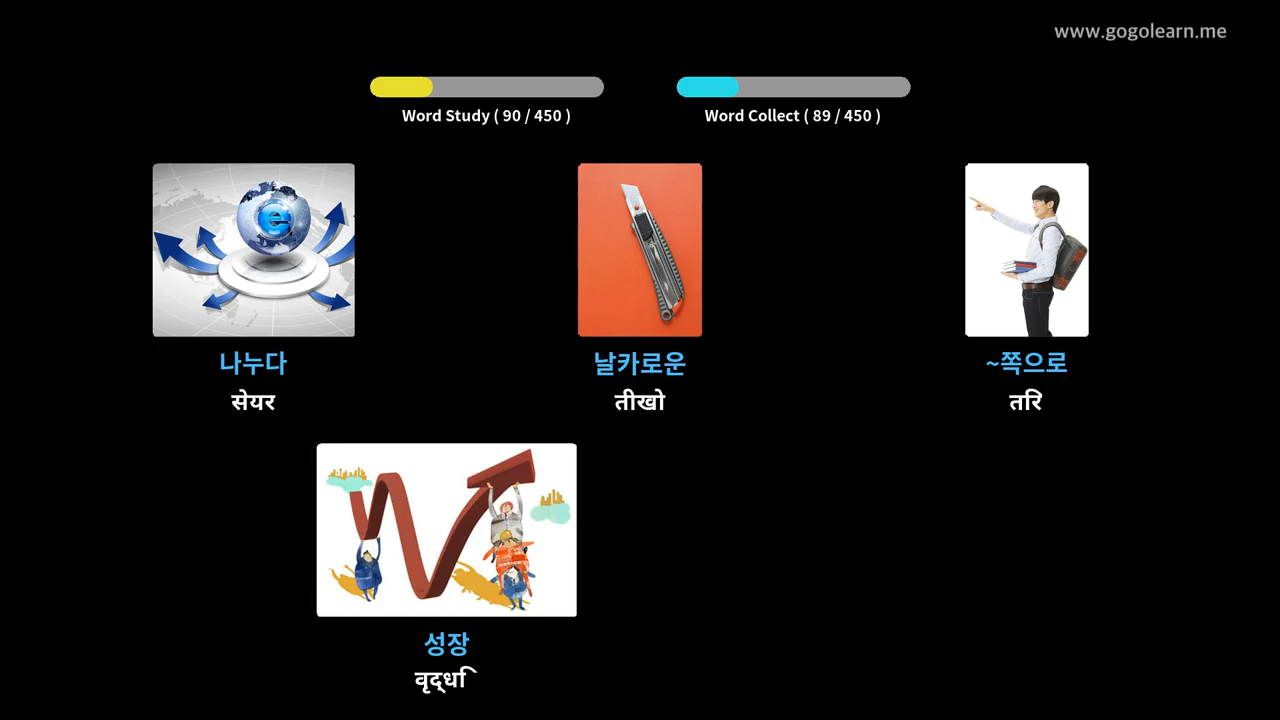 www.gogolearn.me
Word Study ( 90 / 450 )
Word Collect ( 89 / 450 )
나누다
सेयर
날카로운
तीखो
~쪽으로
तिर
성장
वृद्धि